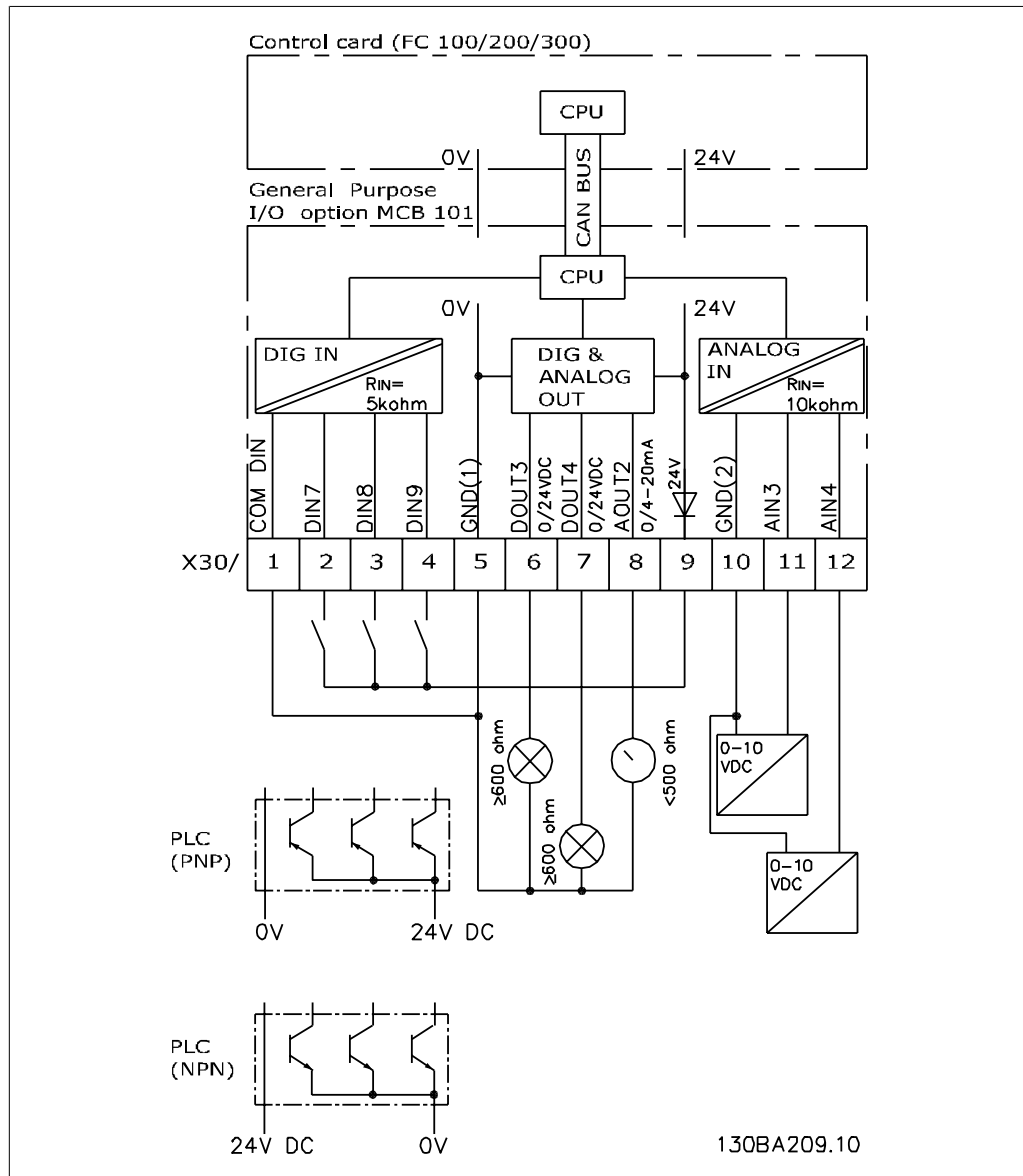 Control card (FC 100/200/300)
CPU
0V
CAN BUS
24V
General Purpose
I/O option MCB 101
CPU
0V
24V
DIG IN
RIN=
5kohm
DIG &
ANALOG
OUT
ANALOG
IN
RIN=
10kohm
COM DIN
DIN7
DIN8
DIN9
GND(1)
DOUT3
0/24VDC
DOUT4
0/24VDC
AOUT2
0/4-20mA
24V
GND(2)
AIN3
AIN4
X30/
1
2
3
4
5
6
7
8
9
10
11
12
≥600 ohm
≥600 ohm
<500 ohm
0-10
VDC
0-10
VDC
PLC
(PNP)
0V
24V DC
PLC
(NPN)
24V DC
0V
130BA209.10